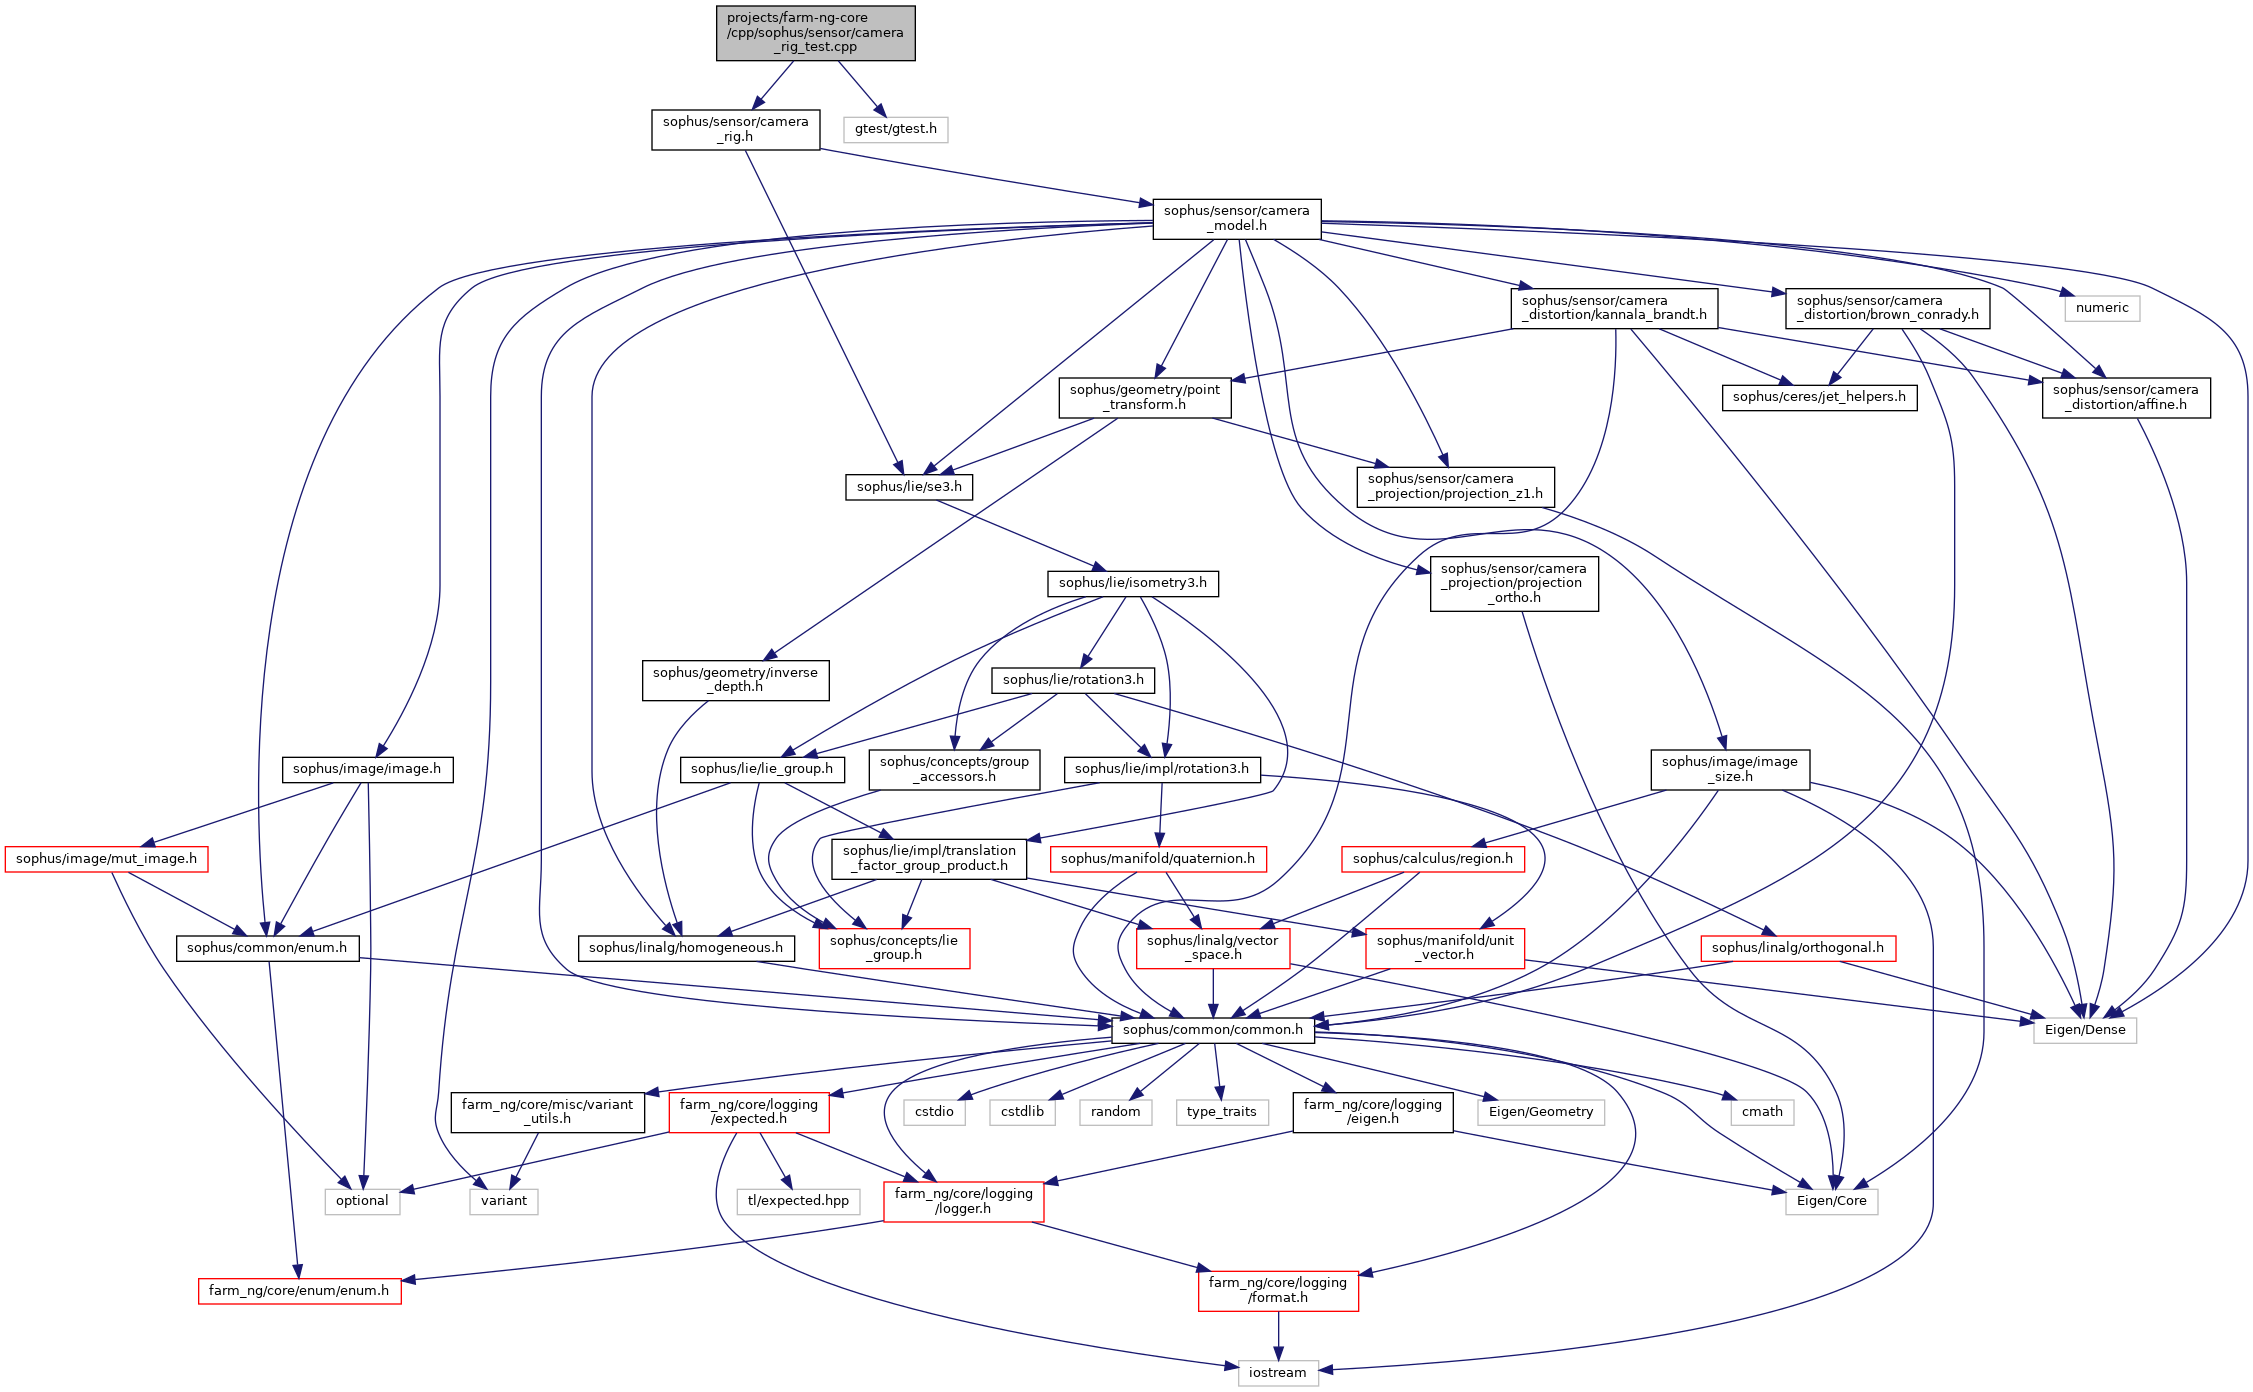 projects/farm-ng-core
/cpp/sophus/sensor/camera
_rig_test.cpp
sophus/sensor/camera
_rig.h
gtest/gtest.h
sophus/sensor/camera
_model.h
sophus/sensor/camera
_distortion/kannala_brandt.h
sophus/sensor/camera
_distortion/brown_conrady.h
numeric
sophus/geometry/point
_transform.h
sophus/ceres/jet_helpers.h
sophus/sensor/camera
_distortion/affine.h
sophus/lie/se3.h
sophus/sensor/camera
_projection/projection_z1.h
sophus/lie/isometry3.h
sophus/sensor/camera
_projection/projection
_ortho.h
sophus/geometry/inverse
_depth.h
sophus/lie/rotation3.h
sophus/image/image.h
sophus/lie/lie_group.h
sophus/concepts/group
_accessors.h
sophus/lie/impl/rotation3.h
sophus/image/image
_size.h
sophus/image/mut_image.h
sophus/lie/impl/translation
_factor_group_product.h
sophus/manifold/quaternion.h
sophus/calculus/region.h
sophus/common/enum.h
sophus/linalg/homogeneous.h
sophus/concepts/lie
_group.h
sophus/linalg/vector
_space.h
sophus/manifold/unit
_vector.h
sophus/linalg/orthogonal.h
sophus/common/common.h
Eigen/Dense
farm_ng/core/misc/variant
_utils.h
farm_ng/core/logging
/expected.h
cstdio
cstdlib
random
type_traits
farm_ng/core/logging
/eigen.h
Eigen/Geometry
cmath
optional
variant
tl/expected.hpp
farm_ng/core/logging
/logger.h
Eigen/Core
farm_ng/core/enum/enum.h
farm_ng/core/logging
/format.h
iostream